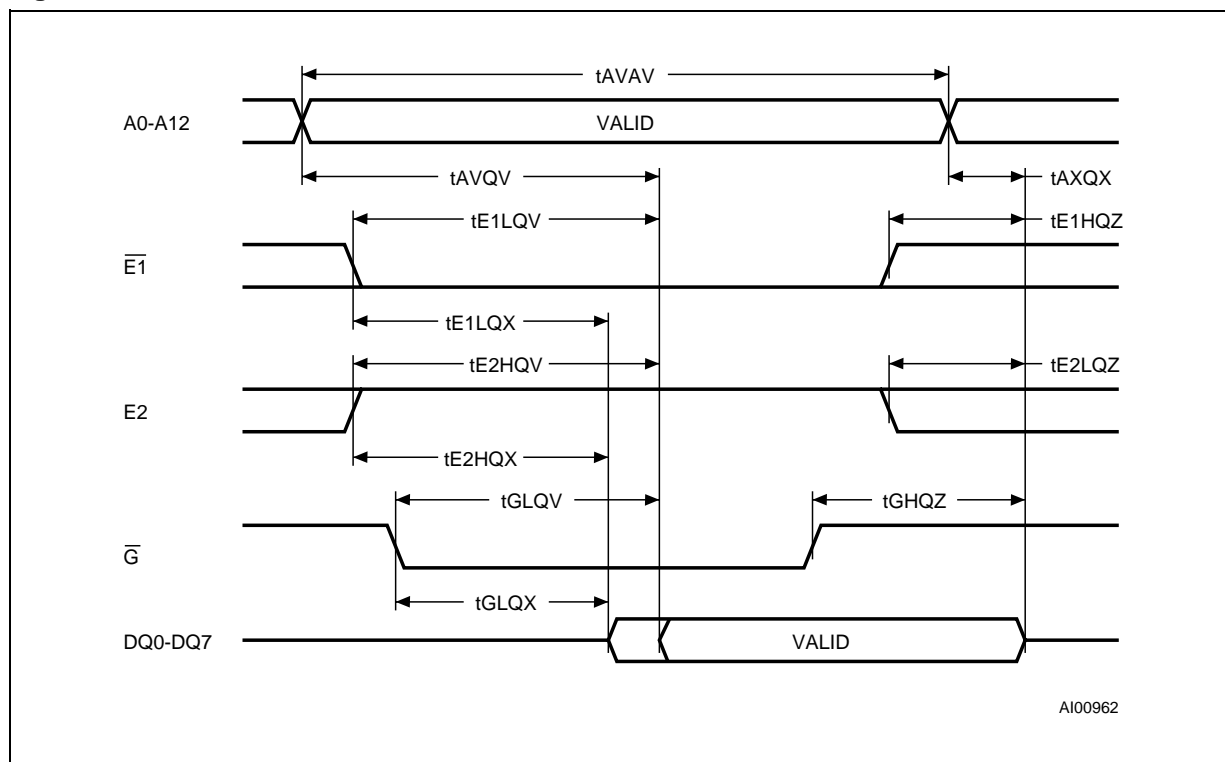 tAVAV
A0-A12
VALID
tAVQV
tAXQX
tE1LQV
tE1HQZ
E1
tE1LQX
tE2HQV
tE2LQZ
E2
tE2HQX
tGLQV
tGHQZ
G
tGLQX
DQ0-DQ7
VALID
AI00962